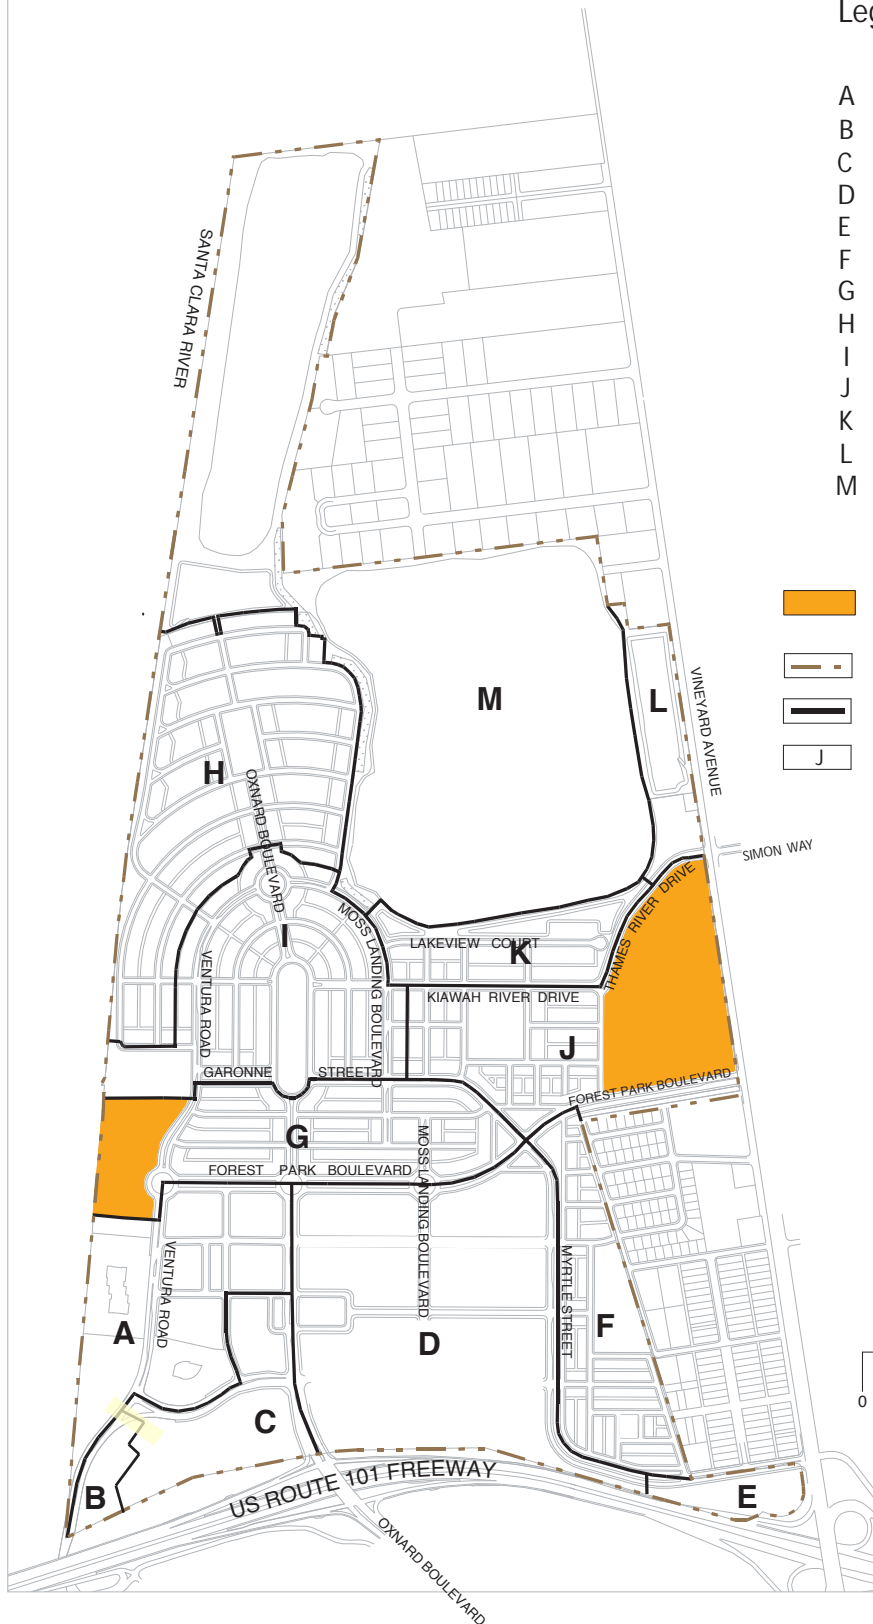 Leg
A
B
C
D
E
F
G
H
I
J
K
L
M
J
0
SANTA CLARA RIVER
M
L
VINEYARD AVENUE
H
OXNARD BOULEVARD
SIMON WAY
THAMES RIVER DRIVE
MOSS LANDING BOULEVARD
I
LAKEVIEW COURT
K
VENTURA ROAD
KIAWAH RIVER DRIVE
J
GARONNE STREET
FOREST PARK BOULEVARD
G
MOSS LANDING BOULEVARD
FOREST PARK BOULEVARD
VENTURA ROAD
MYRTLE STREET
A
F
D
C
US ROUTE 101 FREEWAY
B
E
OXNARD BOULEVARD